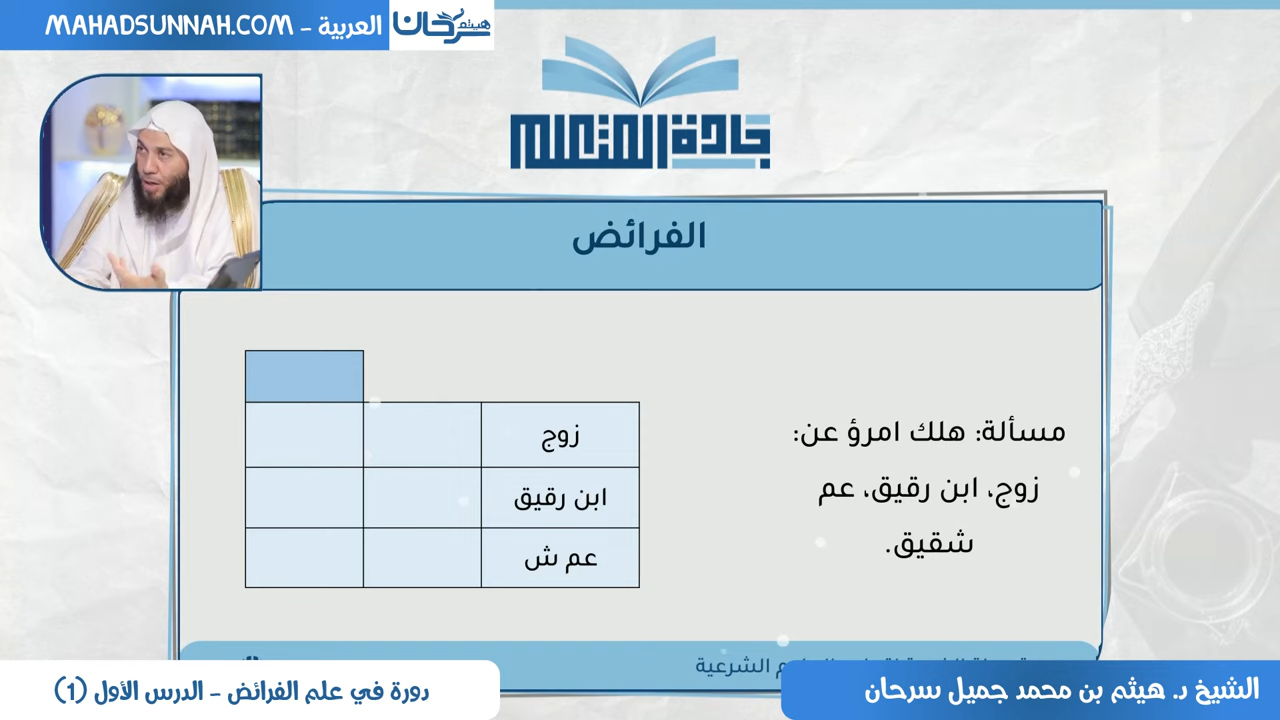 MAHADSUNNAH.COM – العربية
هيثم سرحان
جادة المتعلم
الفرائض
مسألة: هلك امرؤ عن:
زوج، ابن رقيق، عم
شقيق.
زوج
ابن رقيق
عم ش
الشرعية
دورة في علم الفرائض – الدرس الأول (1)
الشيخ د. هيثم بن محمد جميل سرحان